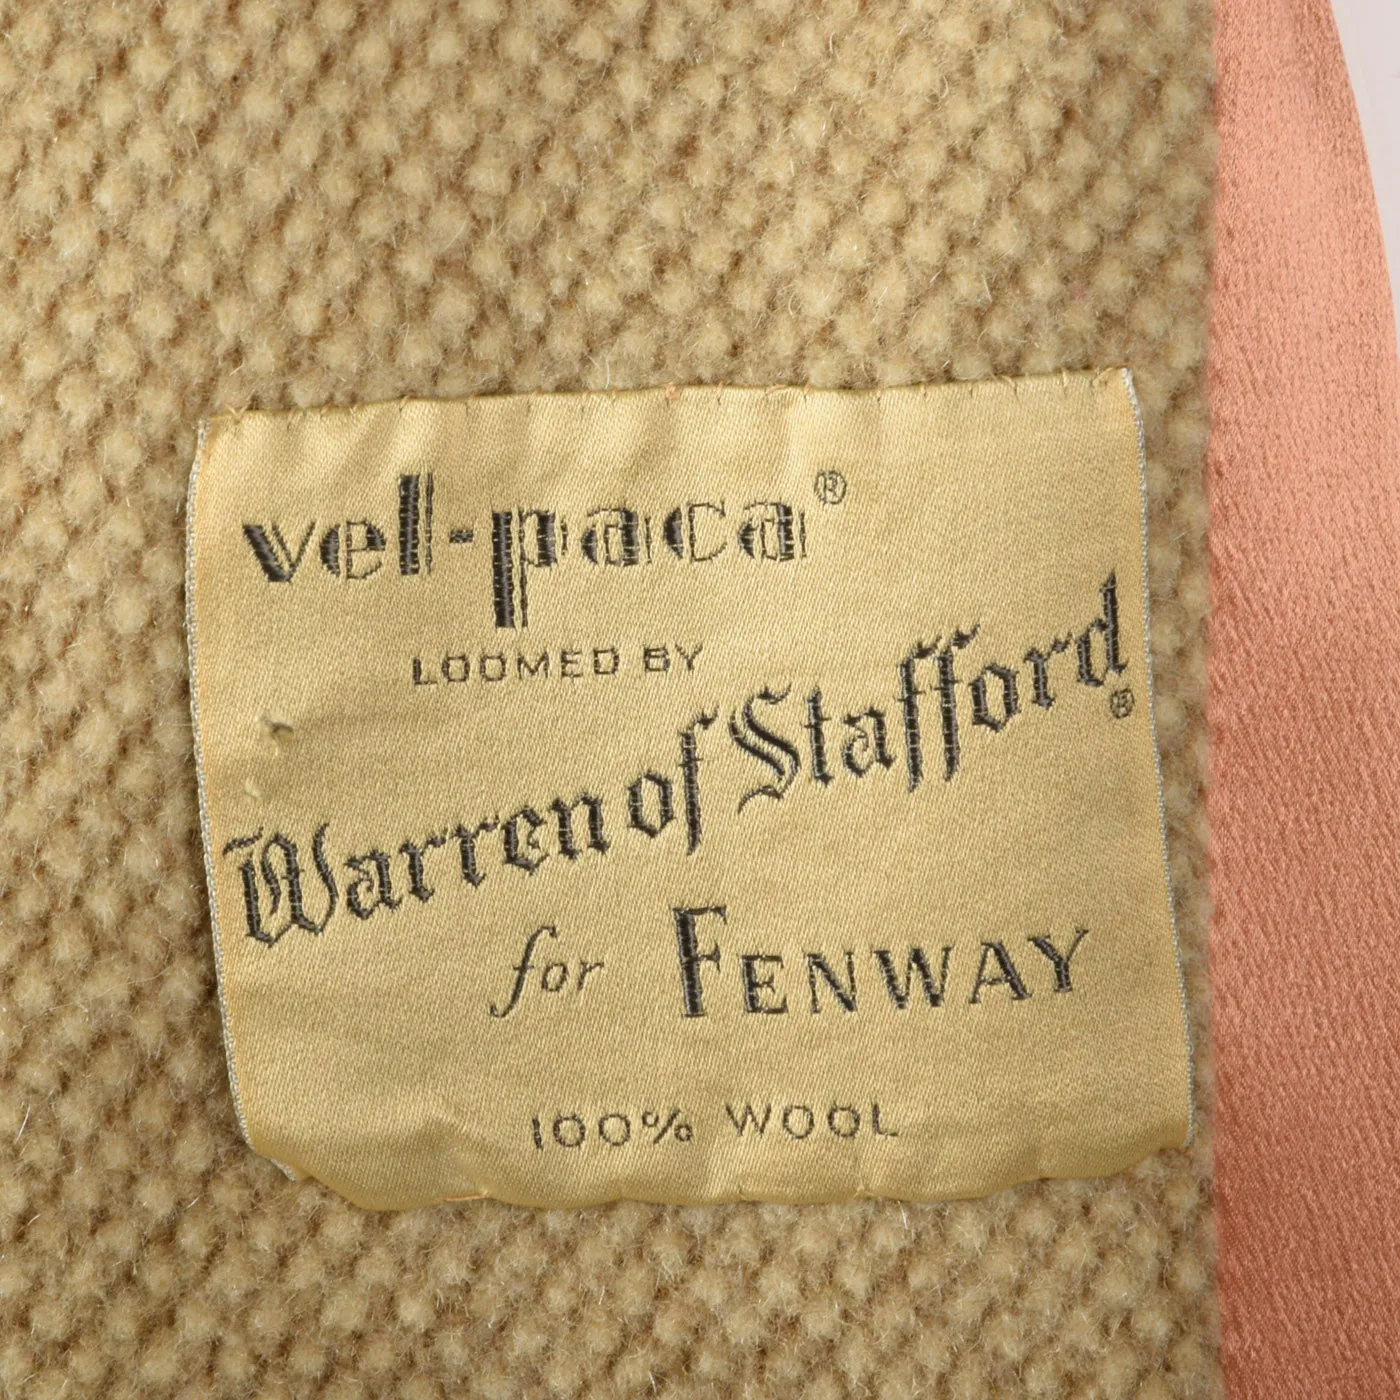 vel-paca®
LOOMED BY
Warren of Stafford®
for FENWAY
100% WOOL